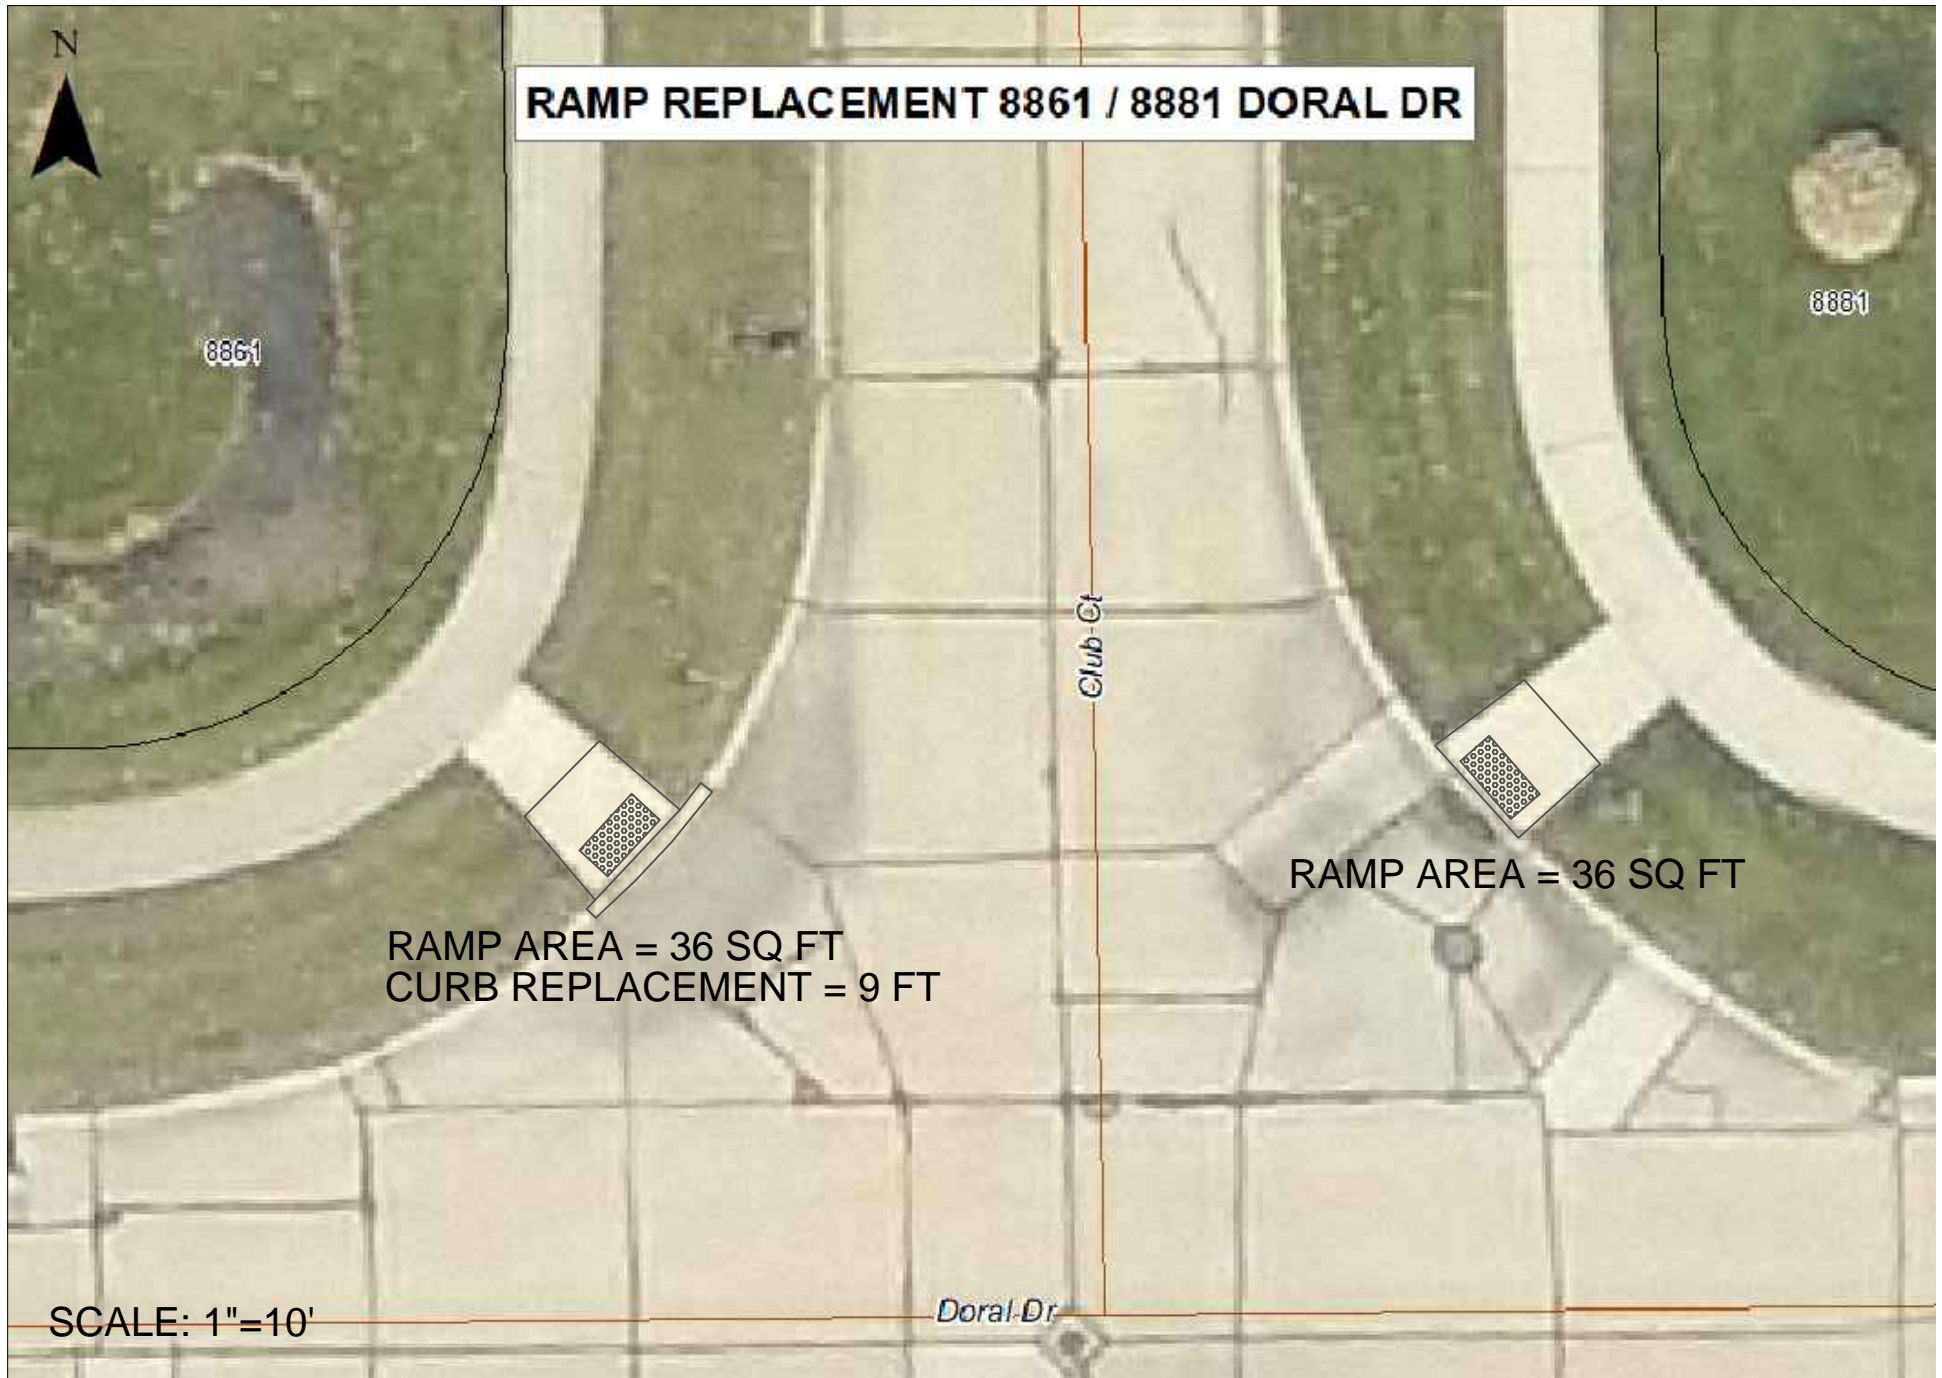 N
RAMP REPLACEMENT 8861 / 8881 DORAL DR
8881
8861
Club Ct
RAMP AREA = 36 SQ FT
RAMP AREA = 36 SQ FT
CURB REPLACEMENT = 9 FT
Doral Dr
SCALE: 1"=10'